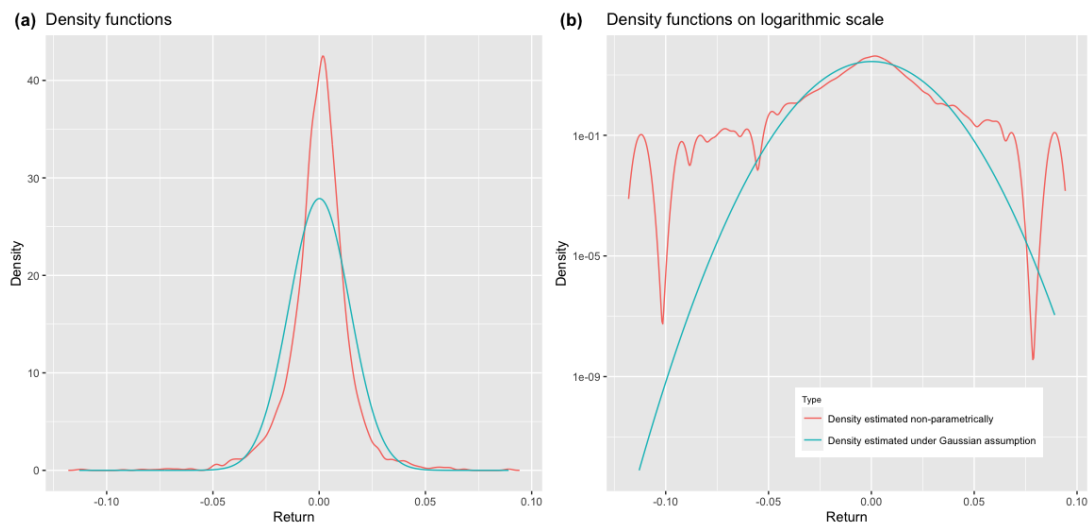 (a) Density functions
Density
40
30
20
10
0
-0.10 -0.05 0.00 0.05 0.10
Return
(b) Density functions on logarithmic scale
Density
1e-01
1e-05
1e-09
-0.10 -0.05 0.00 0.05 0.10
Return
Type
Density estimated non-parametrically
Density estimated under Gaussian assumption